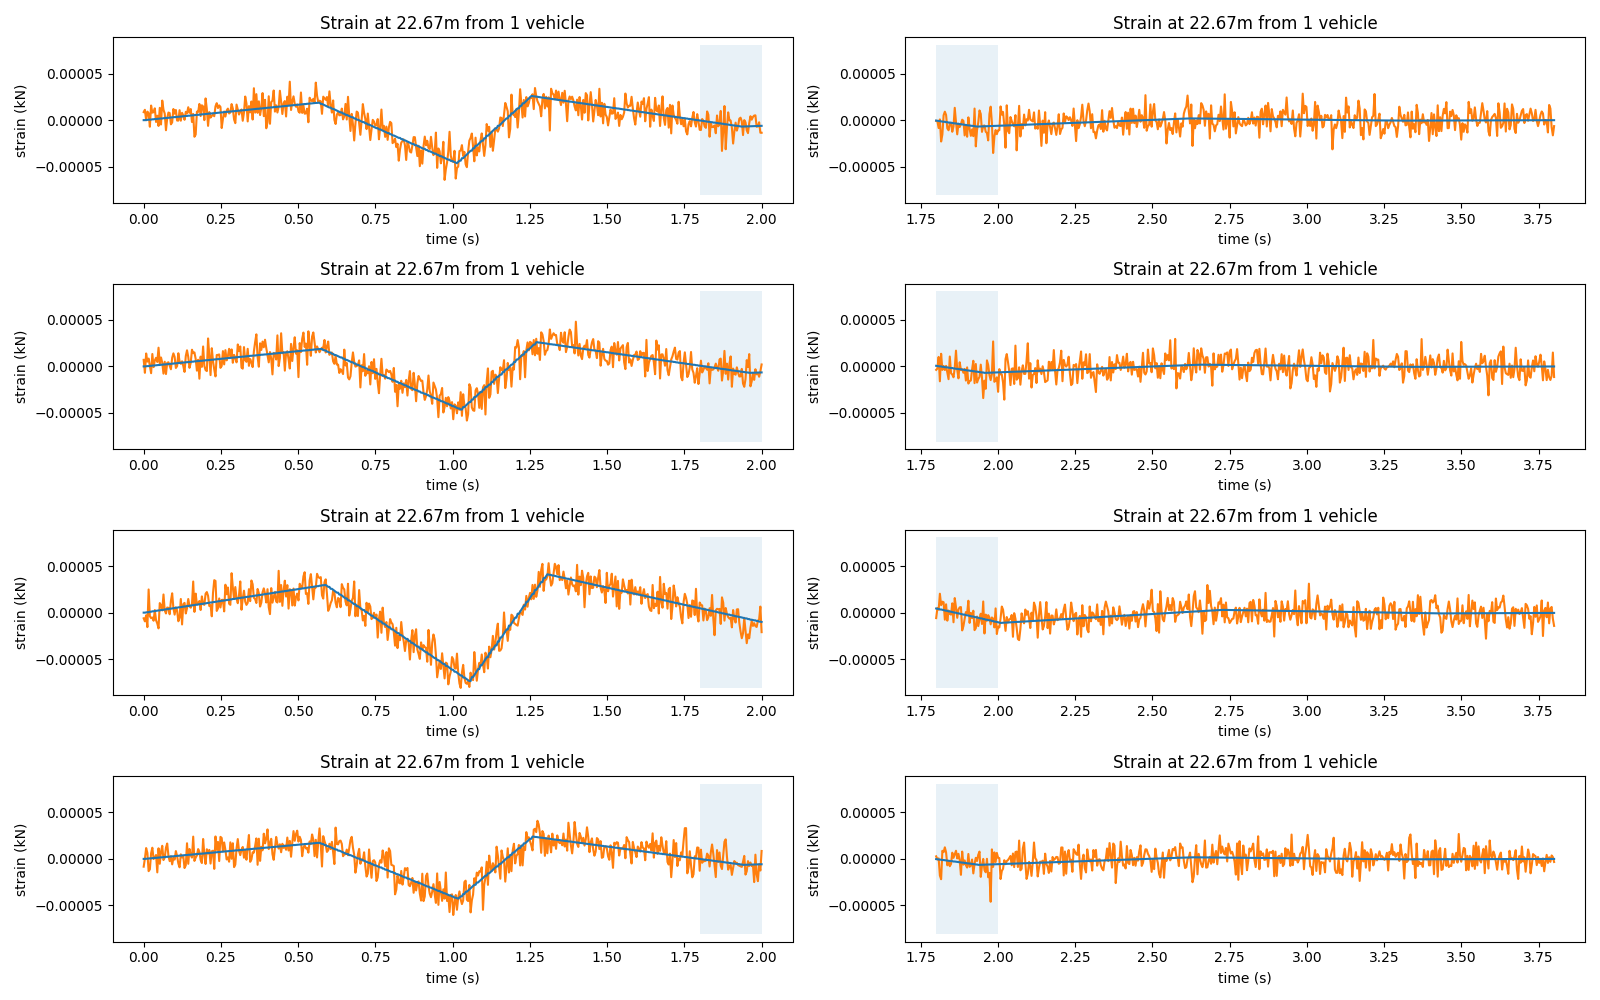 Strain at 22.67m from 1 vehicle
strain (kN)
0.00005
0.00000
−0.00005
0.00 0.25 0.50 0.75 1.00 1.25 1.50 1.75 2.00
time (s)
Strain at 22.67m from 1 vehicle
strain (kN)
0.00005
0.00000
−0.00005
1.75 2.00 2.25 2.50 2.75 3.00 3.25 3.50 3.75
time (s)
Strain at 22.67m from 1 vehicle
strain (kN)
0.00005
0.00000
−0.00005
0.00 0.25 0.50 0.75 1.00 1.25 1.50 1.75 2.00
time (s)
Strain at 22.67m from 1 vehicle
strain (kN)
0.00005
0.00000
−0.00005
1.75 2.00 2.25 2.50 2.75 3.00 3.25 3.50 3.75
time (s)
Strain at 22.67m from 1 vehicle
strain (kN)
0.00005
0.00000
−0.00005
0.00 0.25 0.50 0.75 1.00 1.25 1.50 1.75 2.00
time (s)
Strain at 22.67m from 1 vehicle
strain (kN)
0.00005
0.00000
−0.00005
1.75 2.00 2.25 2.50 2.75 3.00 3.25 3.50 3.75
time (s)
Strain at 22.67m from 1 vehicle
strain (kN)
0.00005
0.00000
−0.00005
0.00 0.25 0.50 0.75 1.00 1.25 1.50 1.75 2.00
time (s)
Strain at 22.67m from 1 vehicle
strain (kN)
0.00005
0.00000
−0.00005
1.75 2.00 2.25 2.50 2.75 3.00 3.25 3.50 3.75
time (s)